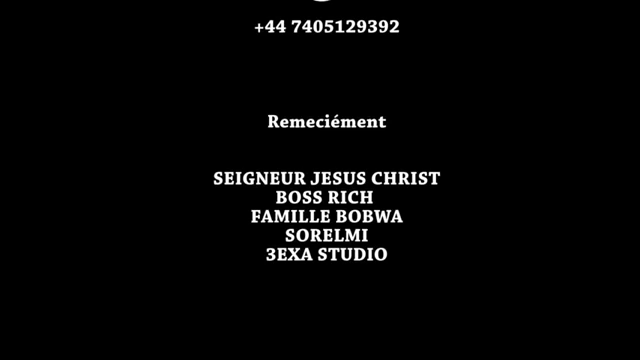 +44 7405129392
Remeciément
SEIGNEUR JESUS CHRIST
BOSS RICH
FAMILLE BOBWA
SORELMI
3EXA STUDIO